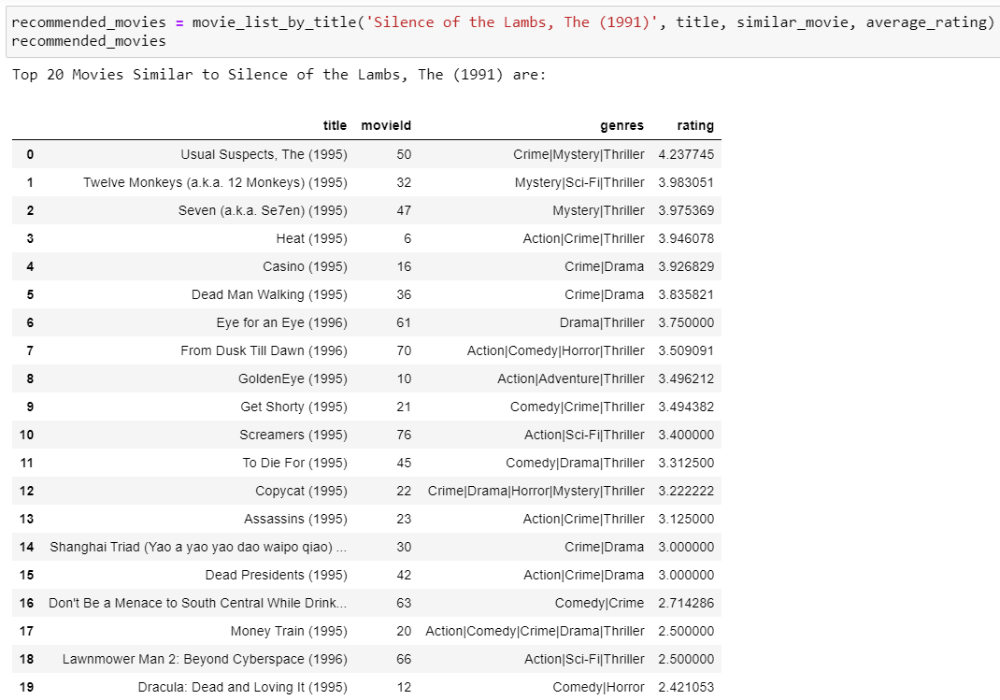 recommended_movies = movie_list_by_title('Silence of the Lambs, The (1991)', title, similar_movie, average_rating)
recommended_movies
Top 20 Movies Similar to Silence of the Lambs, The (1991) are:
title movieId genres rating
0 Usual Suspects, The (1995) 50 Crime|Mystery|Thriller 4.237745
1 Twelve Monkeys (a.k.a. 12 Monkeys) (1995) 32 Mystery|Sci-Fi|Thriller 3.983051
2 Seven (a.k.a. Se7en) (1995) 47 Mystery|Thriller 3.975369
3 Heat (1995) 6 Action|Crime|Thriller 3.946078
4 Casino (1995) 16 Crime|Drama 3.926829
5 Dead Man Walking (1995) 36 Crime|Drama 3.835821
6 Eye for an Eye (1996) 61 Drama|Thriller 3.750000
7 From Dusk Till Dawn (1996) 70 Action|Comedy|Horror|Thriller 3.509091
8 GoldenEye (1995) 10 Action|Adventure|Thriller 3.496212
9 Get Shorty (1995) 21 Comedy|Crime|Thriller 3.494382
10 Screamers (1995) 76 Action|Sci-Fi|Thriller 3.400000
11 To Die For (1995) 45 Comedy|Drama|Thriller 3.312500
12 Copycat (1995) 22 Crime|Drama|Horror|Mystery|Thriller 3.222222
13 Assassins (1995) 23 Action|Crime|Thriller 3.125000
14 Shanghai Triad (Yao a yao yao dao waipo qiao) ... 30 Crime|Drama 3.000000
15 Dead Presidents (1995) 42 Action|Crime|Drama 3.000000
16 Don't Be a Menace to South Central While Drink... 63 Comedy|Crime 2.714286
17 Money Train (1995) 20 Action|Comedy|Crime|Drama|Thriller 2.500000
18 Lawnmower Man 2: Beyond Cyberspace (1996) 66 Action|Sci-Fi|Thriller 2.500000
19 Dracula: Dead and Loving It (1995) 12 Comedy|Horror 2.421053